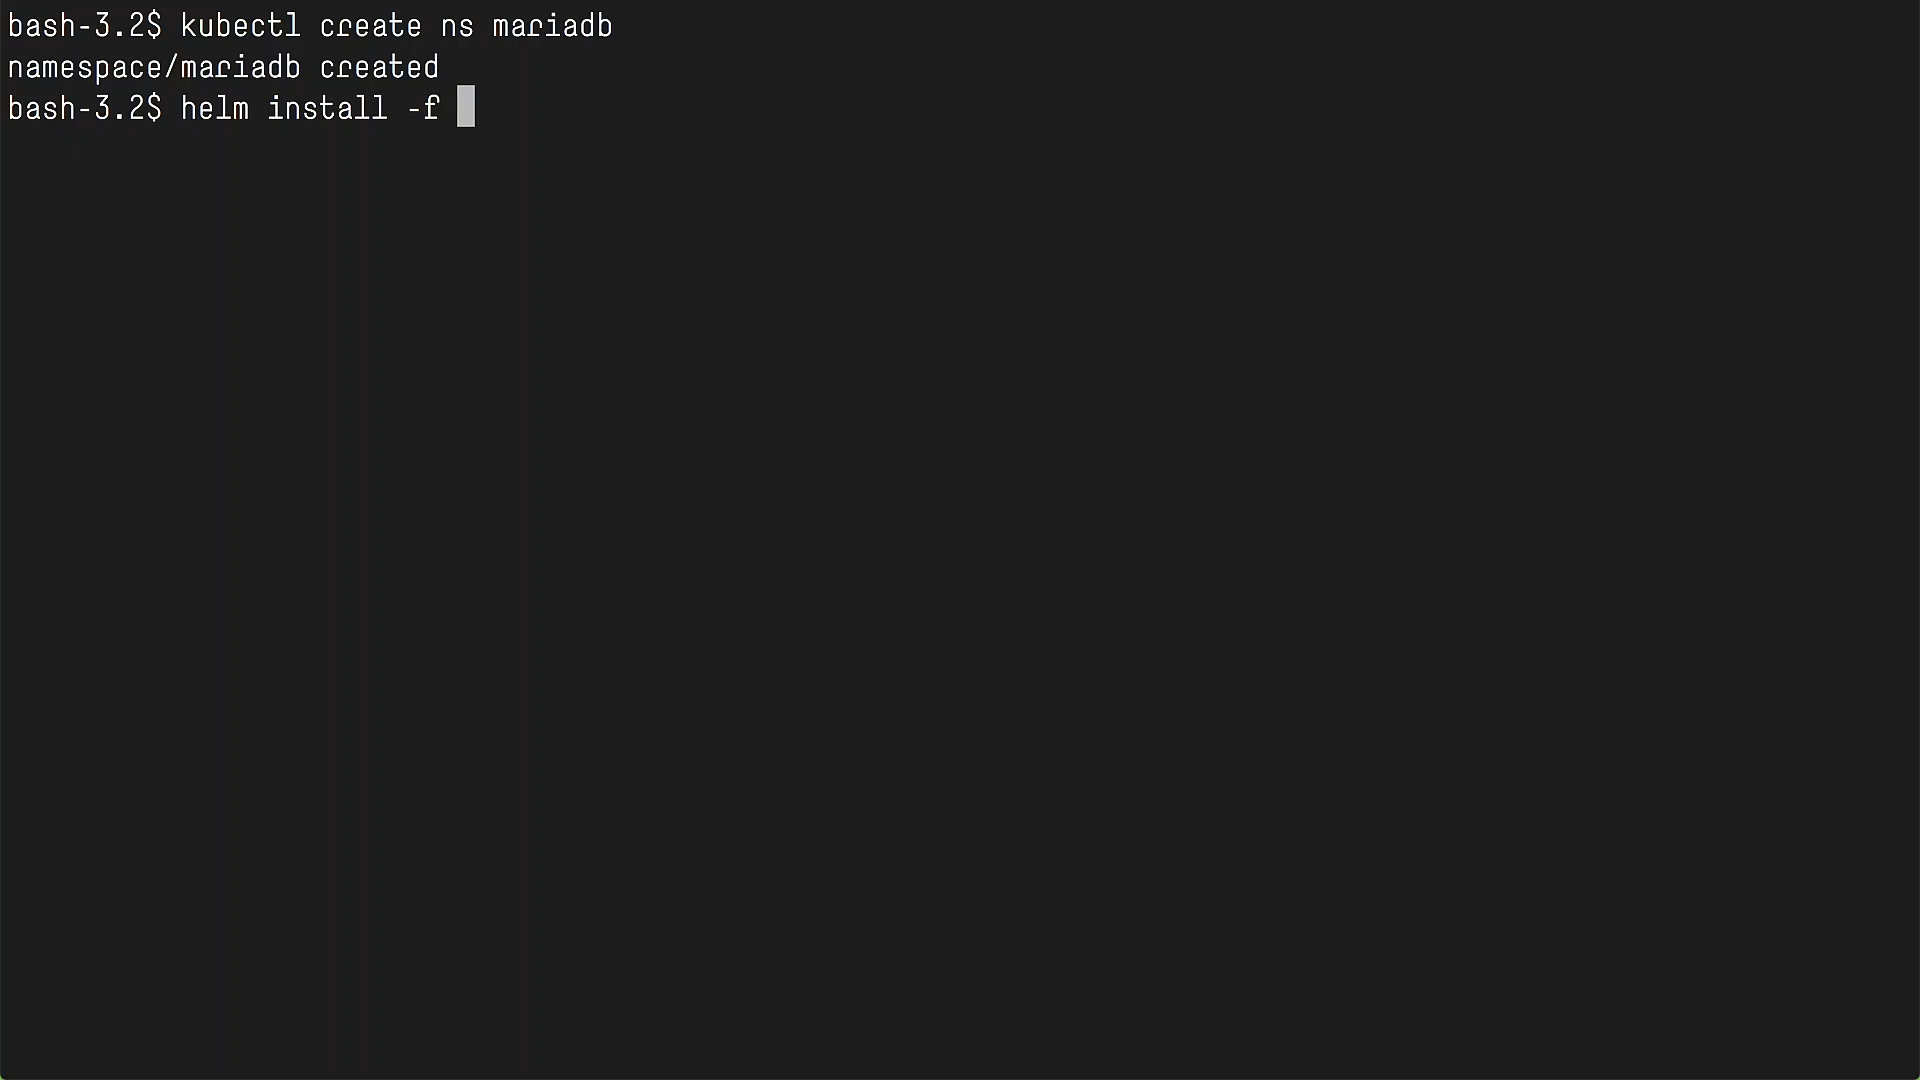 bash-3.2$ kubectl create ns mariadb
namespace/mariadb created
bash-3.2$ helm install -f